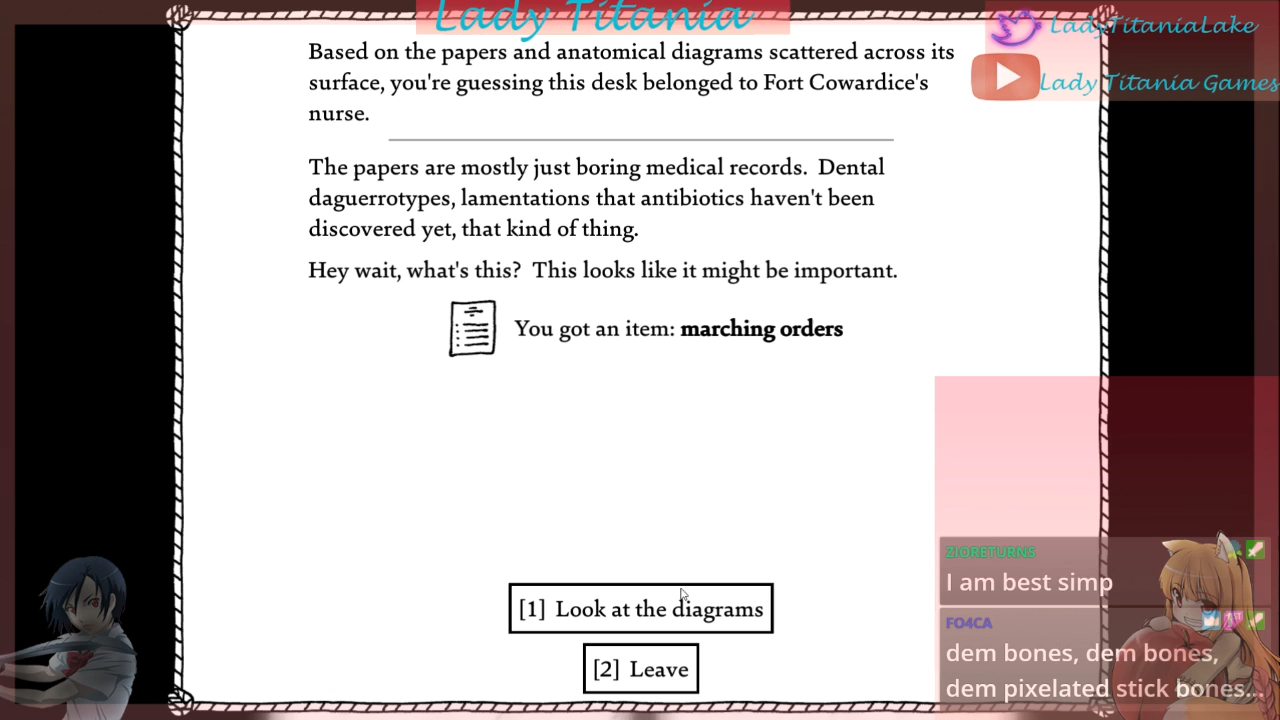 Lady Titania
LadyTitaniaLake
Lady Titania Games
Based on the papers and anatomical diagrams scattered across its
surface, you're guessing this desk belonged to Fort Cowardice's
nurse.
The papers are mostly just boring medical records.  Dental
daguerrotypes, lamentations that antibiotics haven't been
discovered yet, that kind of thing.
Hey wait, what's this?  This looks like it might be important.
You got an item: marching orders
[1] Look at the diagrams
[2] Leave
ZIORETURNS
I am best simp
FO4CA
dem bones, dem bones,
dem pixelated stick bones...